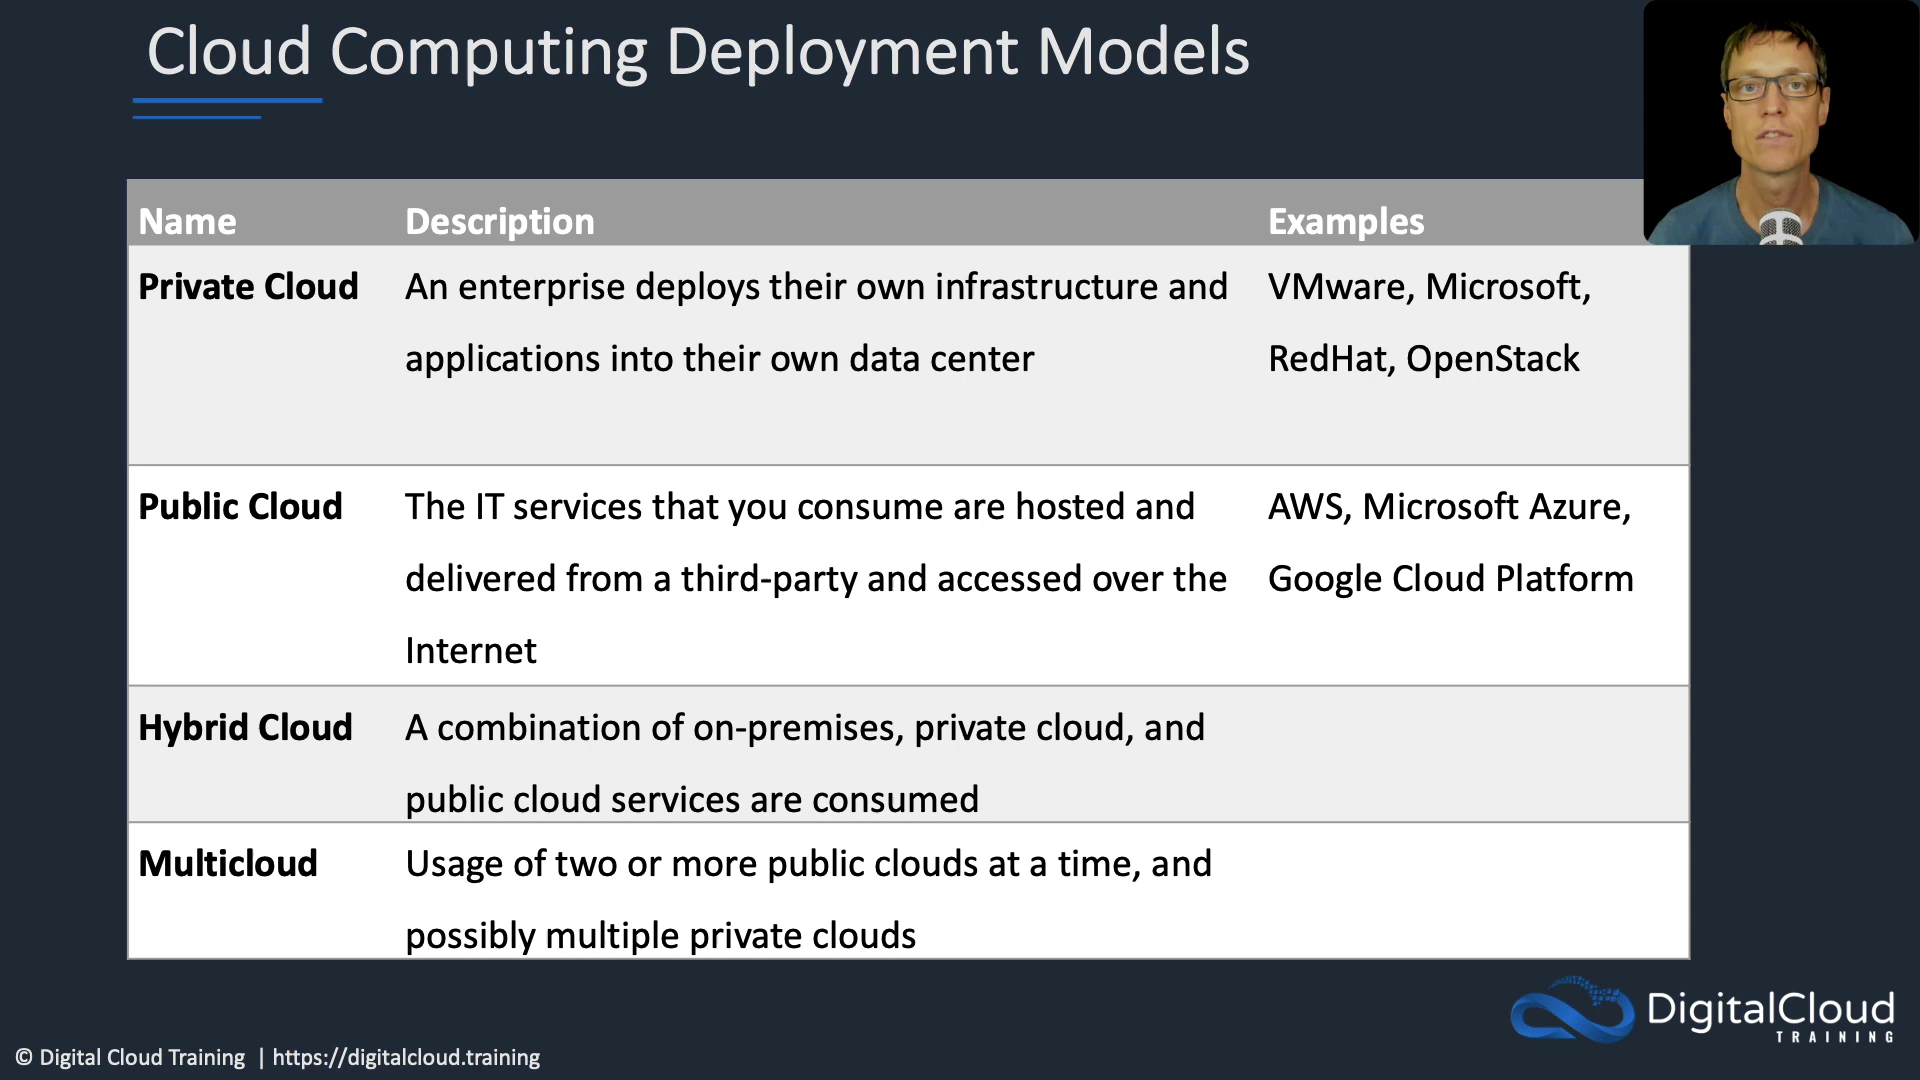 Cloud Computing Deployment Models
Name Description Examples
Private Cloud An enterprise deploys their own infrastructure and VMware, Microsoft,
applications into their own data center RedHat, OpenStack
Public Cloud The IT services that you consume are hosted and AWS, Microsoft Azure,
delivered from a third-party and accessed over the Google Cloud Platform
Internet
Hybrid Cloud A combination of on-premises, private cloud, and
public cloud services are consumed
Multicloud Usage of two or more public clouds at a time, and
possibly multiple private clouds
DigitalCloud
TRAINING
© Digital Cloud Training | https://digitalcloud.training